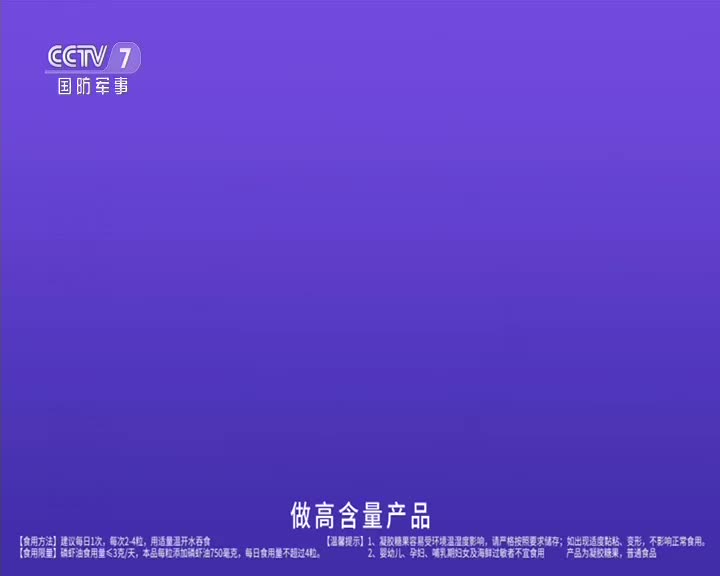 CCTV 7
国防军事
做高含量产品
【食用方法】建议每日1次，每次2-4粒，用适量温开水吞食
【食用限量】磷虾油食用量≤3克/天，本品每粒添加磷虾油750毫克，每日食用量不超过4粒。
【温馨提示】1、凝胶糖果容易受环境温湿度影响，请严格按照要求储存；如出现适度黏粘、变形，不影响正常食用。
2、婴幼儿、孕妇、哺乳期妇女及海鲜过敏者不宜食用 产品为凝胶糖果，普通食品